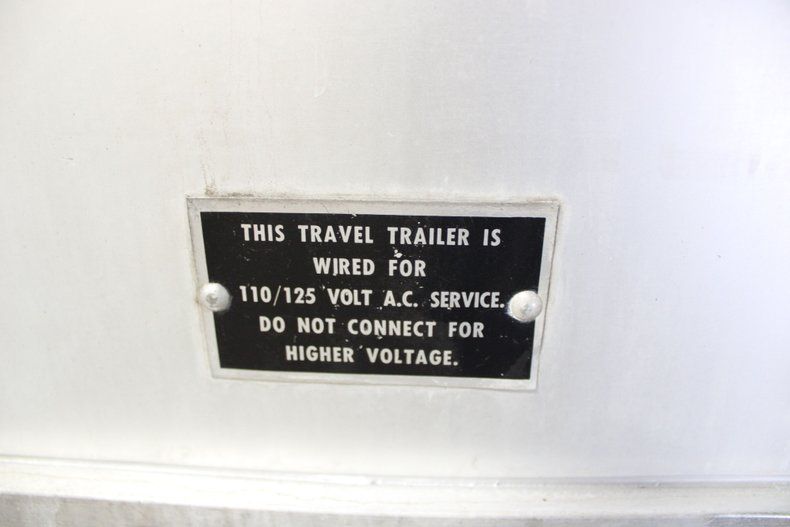 THIS TRAVEL TRAILER IS
WIRED FOR
110/125 VOLT A.C. SERVICE.
DO NOT CONNECT FOR
HIGHER VOLTAGE.